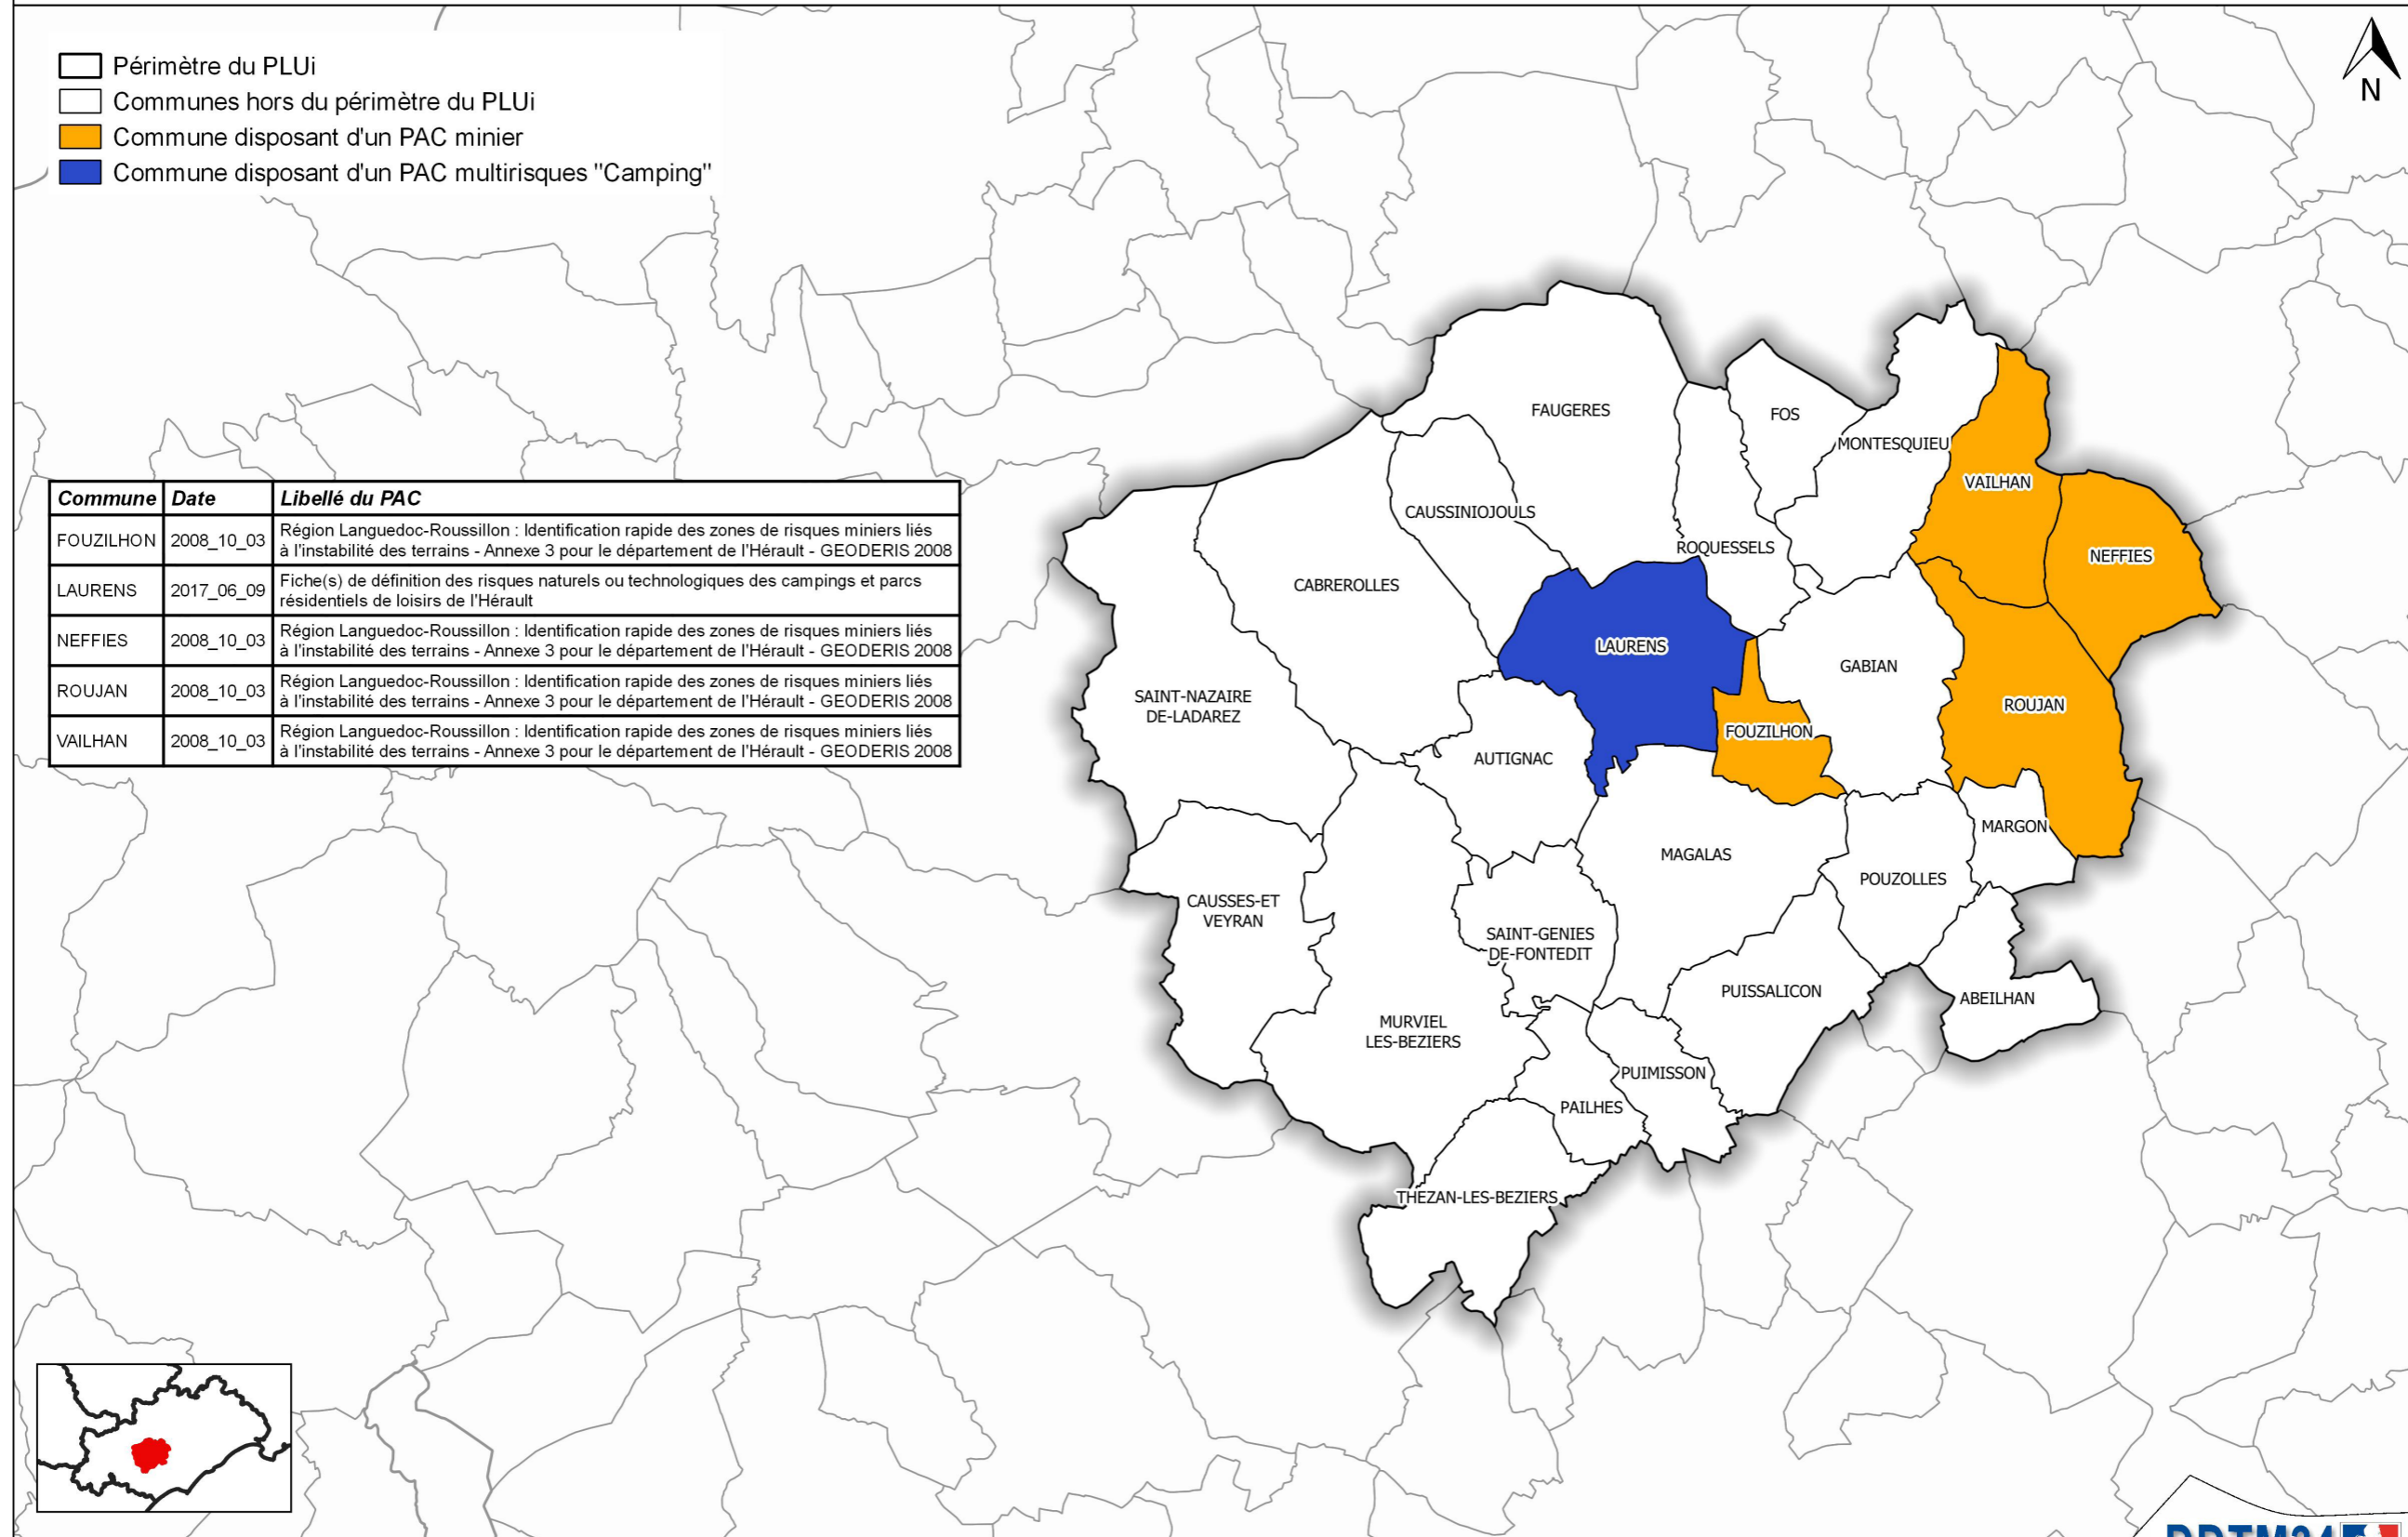 Périmètre du PLUi
Communes hors du périmètre du PLUi
Commune disposant d'un PAC minier
Commune disposant d'un PAC multirisques "Camping"
N
Commune Date Libellé du PAC
FOUZILHON 2008_10_03 Région Languedoc-Roussillon : Identification rapide des zones de risques miniers liés
à l'instabilité des terrains - Annexe 3 pour le département de l'Hérault - GEODERIS 2008
LAURENS 2017_06_09 Fiche(s) de définition des risques naturels ou technologiques des campings et parcs
résidentiels de loisirs de l'Hérault
NEFFIES 2008_10_03 Région Languedoc-Roussillon : Identification rapide des zones de risques miniers liés
à l'instabilité des terrains - Annexe 3 pour le département de l'Hérault - GEODERIS 2008
ROUJAN 2008_10_03 Région Languedoc-Roussillon : Identification rapide des zones de risques miniers liés
à l'instabilité des terrains - Annexe 3 pour le département de l'Hérault - GEODERIS 2008
VAILHAN 2008_10_03 Région Languedoc-Roussillon : Identification rapide des zones de risques miniers liés
à l'instabilité des terrains - Annexe 3 pour le département de l'Hérault - GEODERIS 2008
FAUGERES
FOS
MONTESQUIEU
VAILHAN
CAUSSINIOJOULS
ROQUESSELS
NEFFIES
CABREROLLES
LAURENS
GABIAN
SAINT-NAZAIRE
DE-LADAREZ
ROUJAN
FOUZILHON
AUTIGNAC
MARGON
MAGALAS
POUZOLLES
CAUSSES-ET
VEYRAN
SAINT-GENIES
DE-FONTEDIT
PUISSALICON
ABEILHAN
MURVIEL
LES-BEZIERS
PUIMISSON
PAILHES
THEZAN-LES-BEZIERS
DDTM34